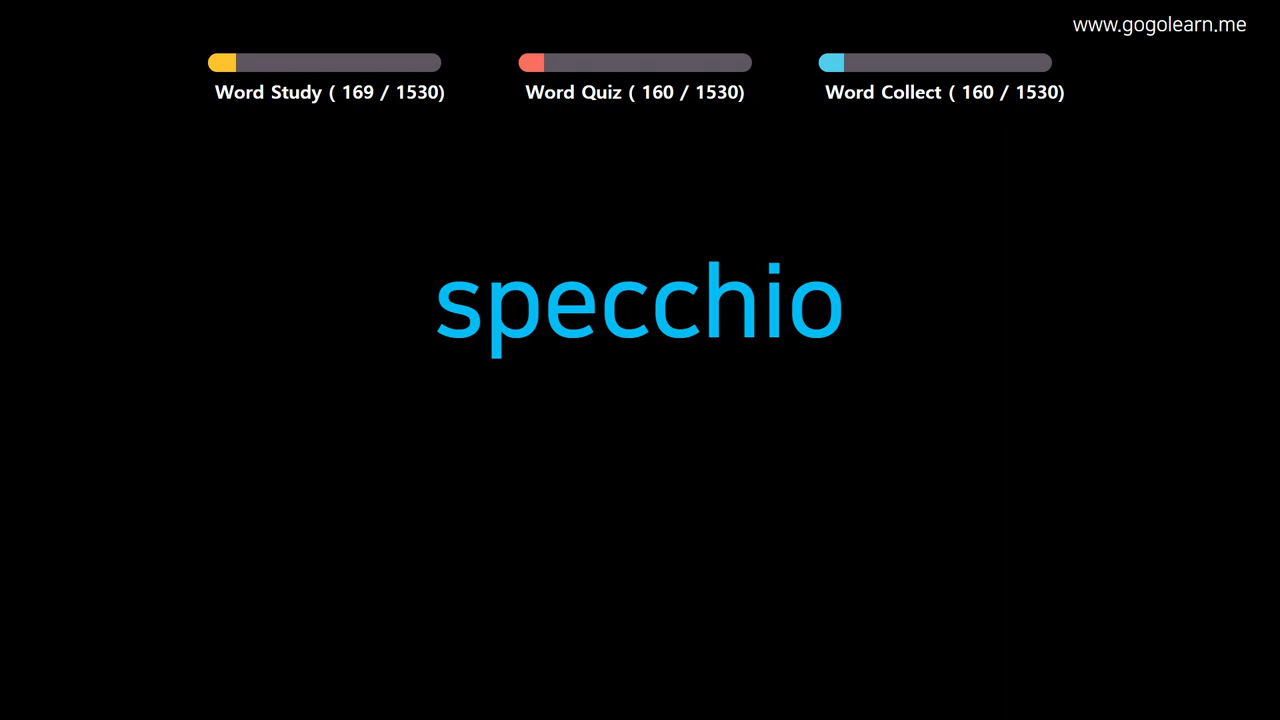 www.gogolearn.me
Word Study ( 169 / 1530)
Word Quiz ( 160 / 1530)
Word Collect ( 160 / 1530)
specchio